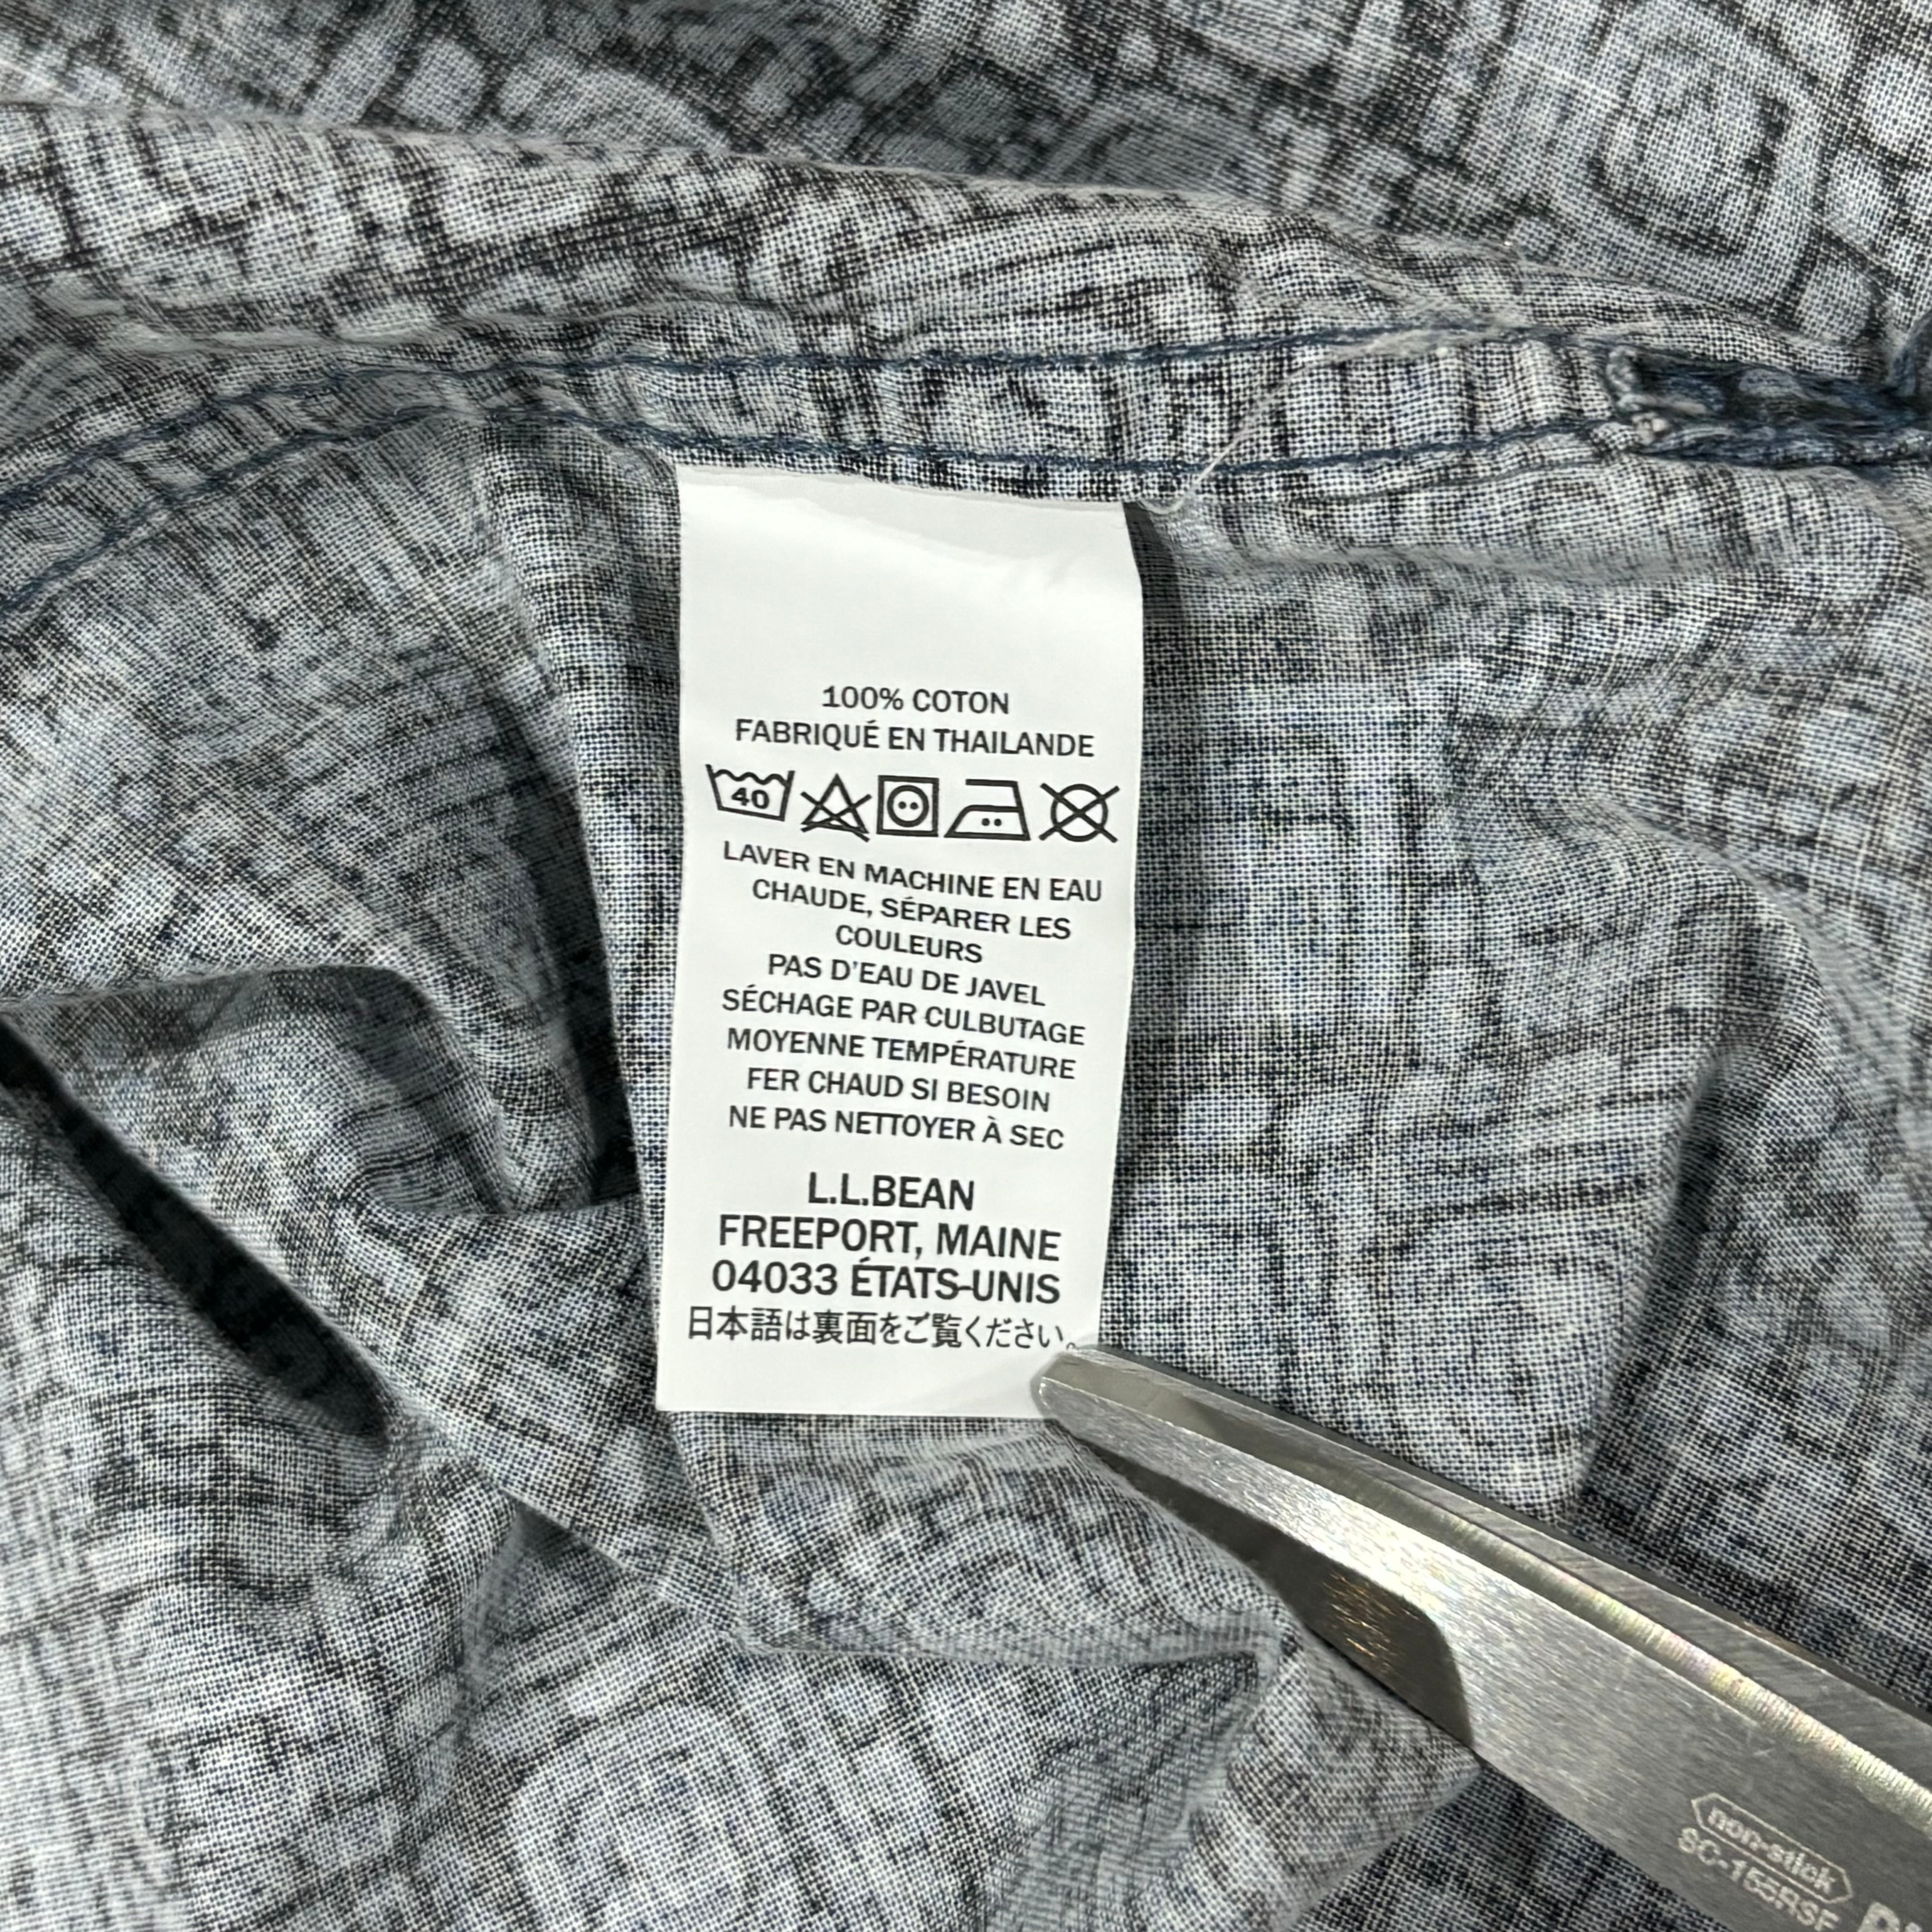 100% COTON
FABRIQUÉ EN THAILANDE
40
LAVER EN MACHINE EN EAU
CHAUDE, SÉPARER LES
COULEURS
PAS D'EAU DE JAVEL
SÉCHAGE PAR CULBUTAGE
MOYENNE TEMPÉRATURE
FER CHAUD SI BESOIN
NE PAS NETTOYER À SEC
L.L.BEAN
FREEPORT, MAINE
04033 ÉTATS-UNIS
日本語は裏面をご覧ください。
non-stick